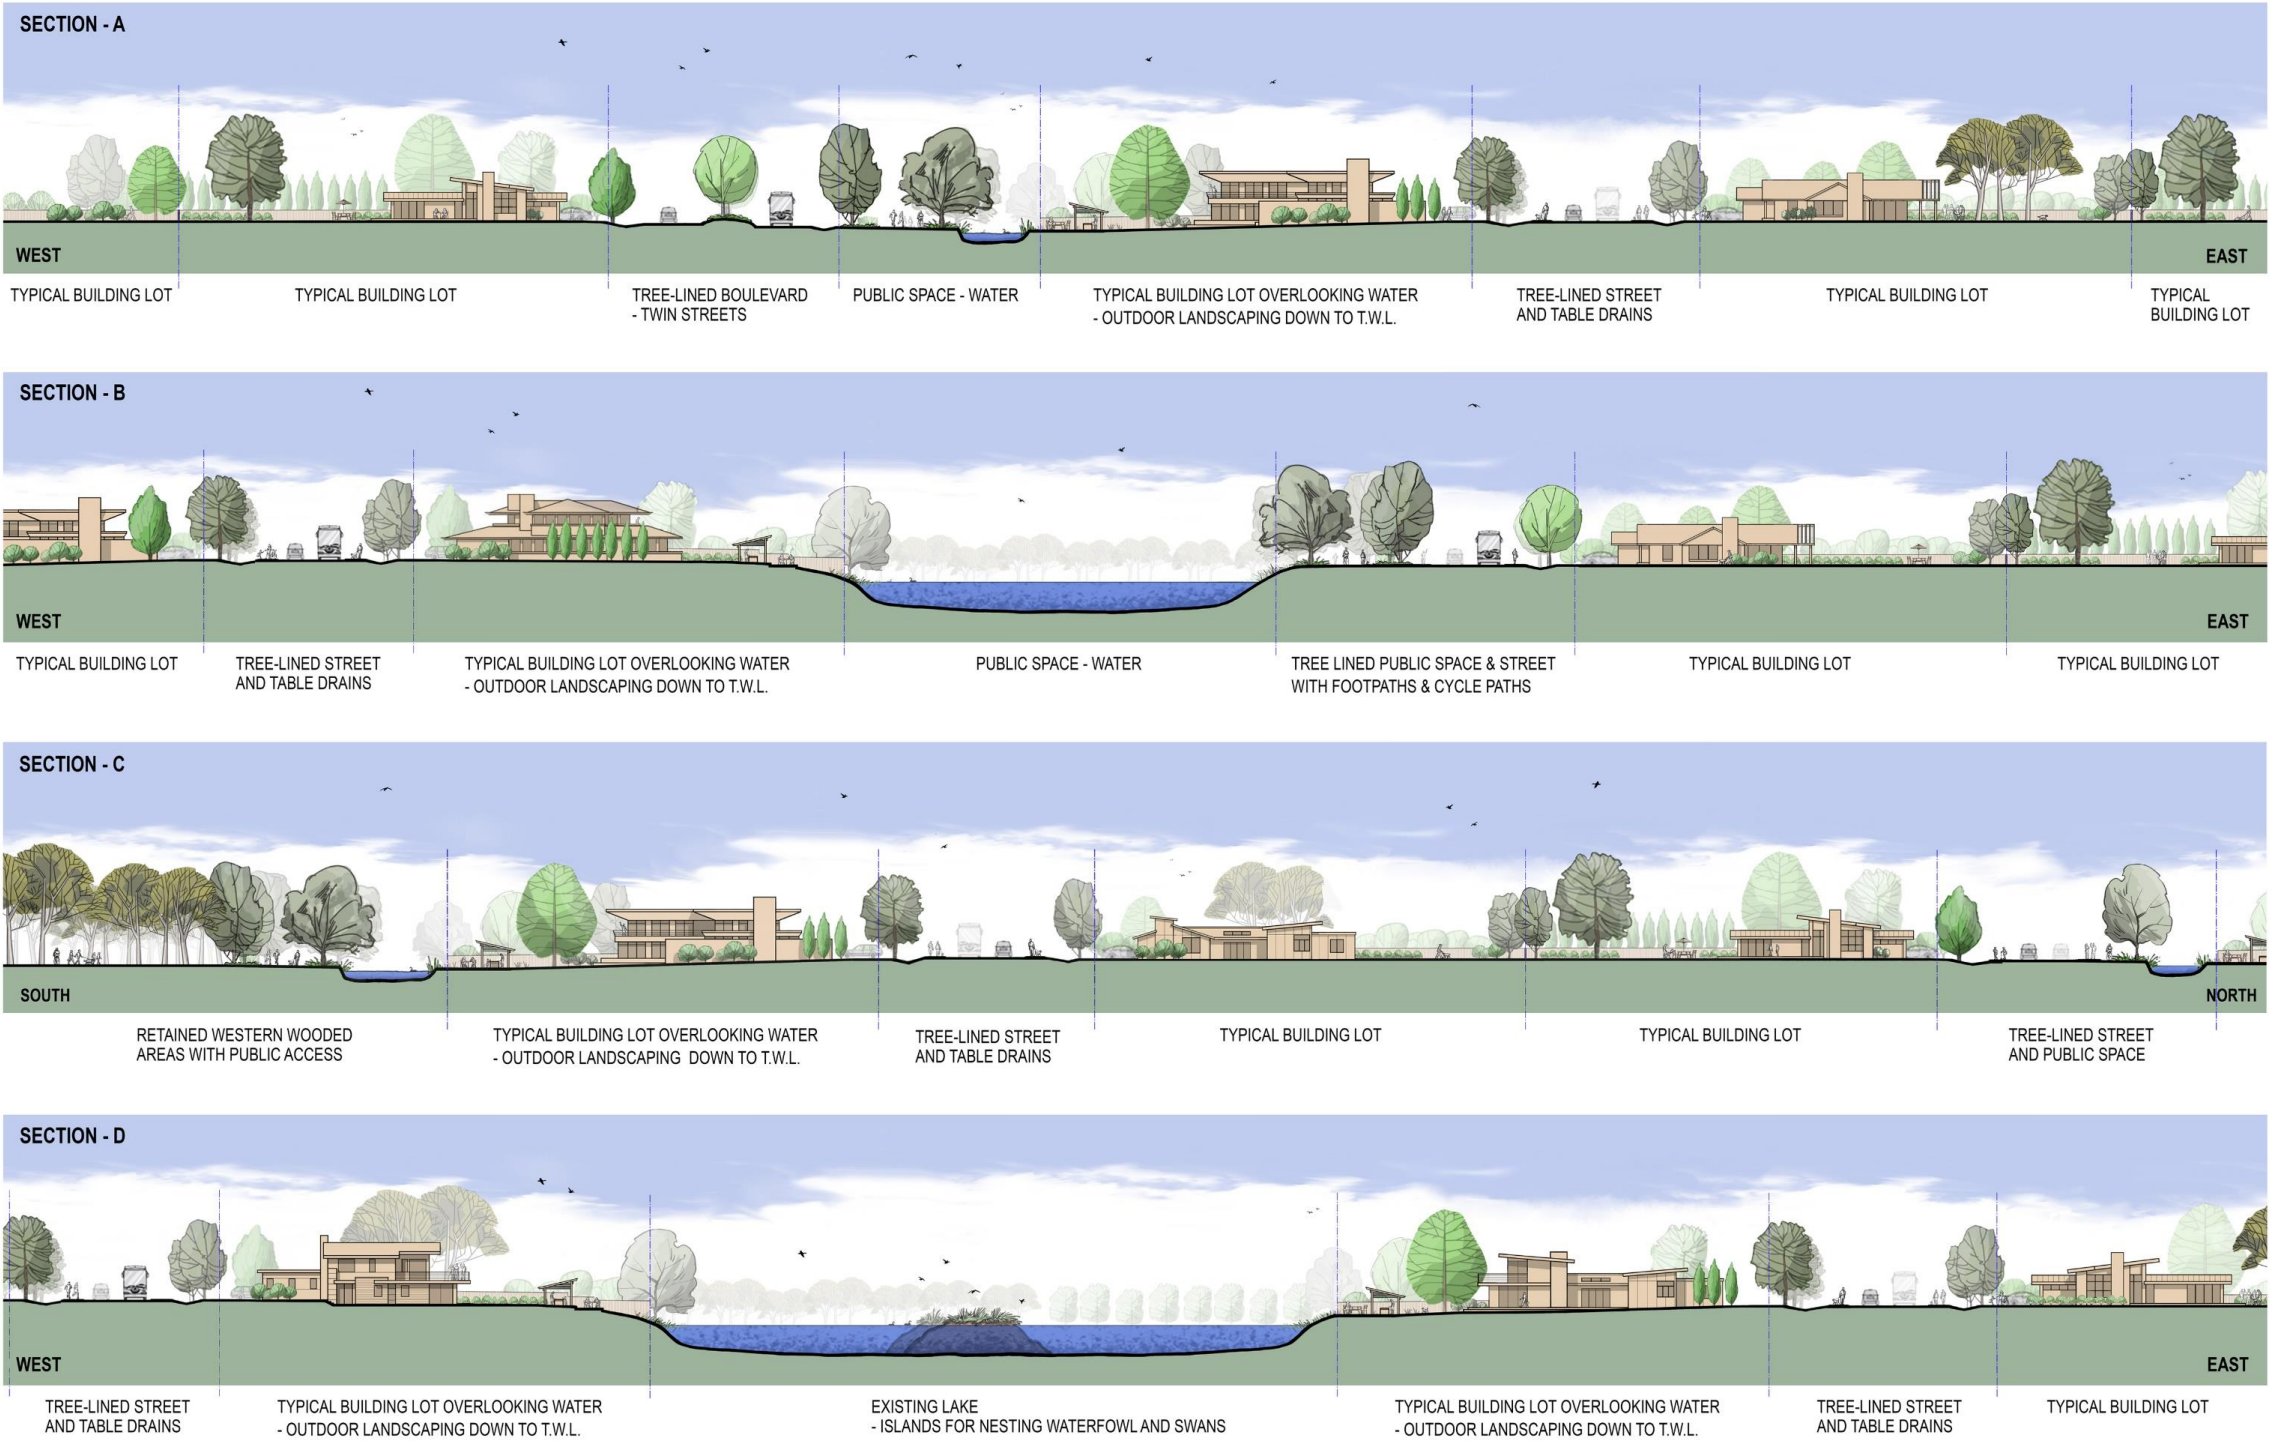 SECTION - A
WEST
EAST
TYPICAL BUILDING LOT
TYPICAL BUILDING LOT
TREE-LINED BOULEVARD
- TWIN STREETS
PUBLIC SPACE - WATER
TYPICAL BUILDING LOT OVERLOOKING WATER
- OUTDOOR LANDSCAPING DOWN TO T.W.L.
TREE-LINED STREET
AND TABLE DRAINS
TYPICAL BUILDING LOT
TYPICAL
BUILDING LOT
SECTION - B
WEST
EAST
TYPICAL BUILDING LOT
TREE-LINED STREET
AND TABLE DRAINS
TYPICAL BUILDING LOT OVERLOOKING WATER
- OUTDOOR LANDSCAPING DOWN TO T.W.L.
PUBLIC SPACE - WATER
TREE LINED PUBLIC SPACE & STREET
WITH FOOTPATHS & CYCLE PATHS
TYPICAL BUILDING LOT
TYPICAL BUILDING LOT
SECTION - C
SOUTH
NORTH
RETAINED WESTERN WOODED
AREAS WITH PUBLIC ACCESS
TYPICAL BUILDING LOT OVERLOOKING WATER
- OUTDOOR LANDSCAPING DOWN TO T.W.L.
TREE-LINED STREET
AND TABLE DRAINS
TYPICAL BUILDING LOT
TYPICAL BUILDING LOT
TREE-LINED STREET
AND PUBLIC SPACE
SECTION - D
WEST
EAST
TREE-LINED STREET
AND TABLE DRAINS
TYPICAL BUILDING LOT OVERLOOKING WATER
- OUTDOOR LANDSCAPING DOWN TO T.W.L.
EXISTING LAKE
- ISLANDS FOR NESTING WATERFOWL AND SWANS
TYPICAL BUILDING LOT OVERLOOKING WATER
- OUTDOOR LANDSCAPING DOWN TO T.W.L.
TREE-LINED STREET
AND TABLE DRAINS
TYPICAL BUILDING LOT